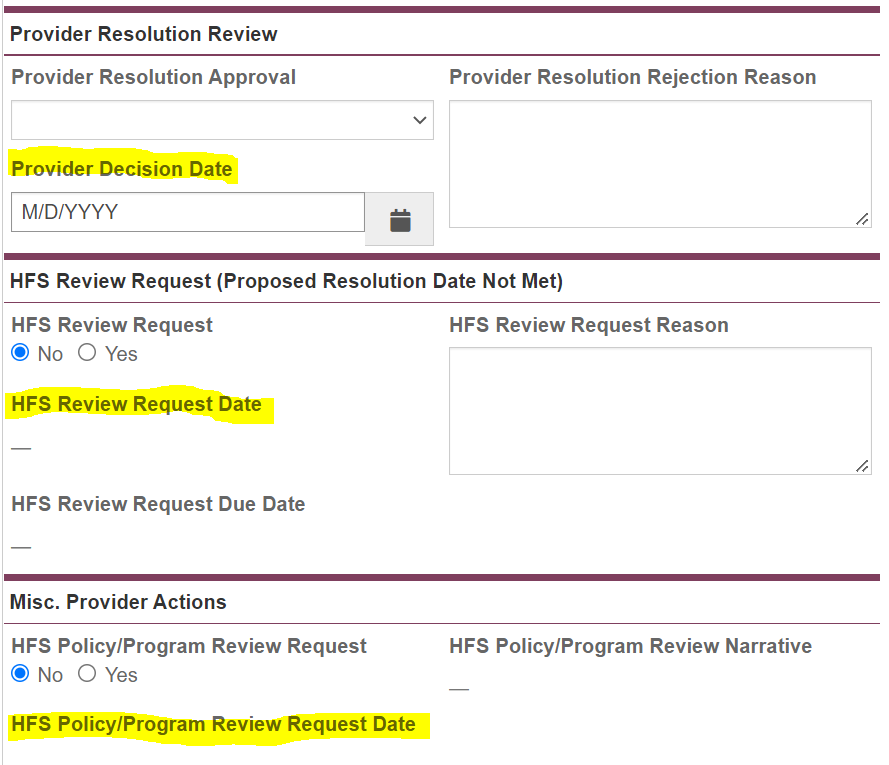 Provider Resolution Review
Provider Resolution Approval
Provider Resolution Rejection Reason
Provider Decision Date
M/D/YYYY
HFS Review Request (Proposed Resolution Date Not Met)
HFS Review Request
HFS Review Request Reason
No Yes
HFS Review Request Date
—
HFS Review Request Due Date
—
Misc. Provider Actions
HFS Policy/Program Review Request
HFS Policy/Program Review Narrative
No Yes
—
HFS Policy/Program Review Request Date